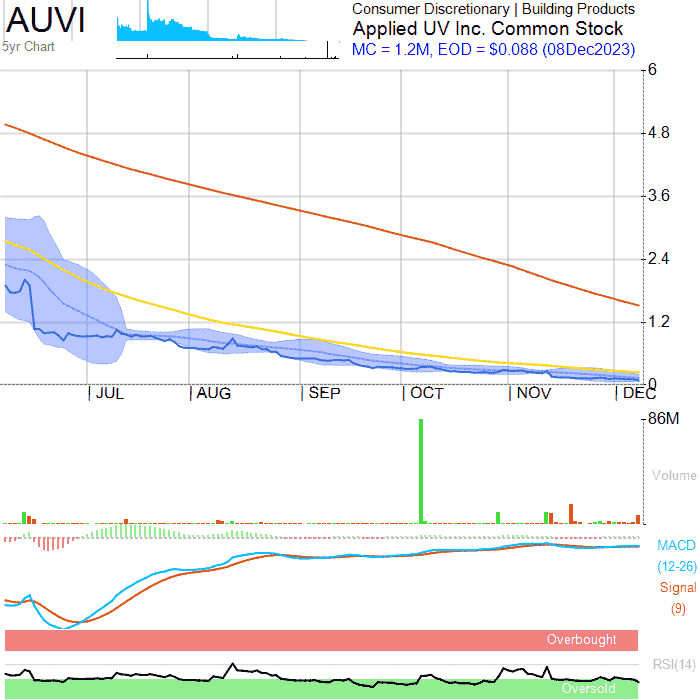 AUVI
5yr Chart
Consumer Discretionary | Building Products
Applied UV Inc. Common Stock
MC = 1.2M, EOD = $0.088 (08Dec2023)
6
4.8
3.6
2.4
1.2
0
JUL AUG SEP OCT NOV DEC
86M
Volume
MACD
(12-26)
Signal
(9)
Overbought
RSI(14)
Oversold